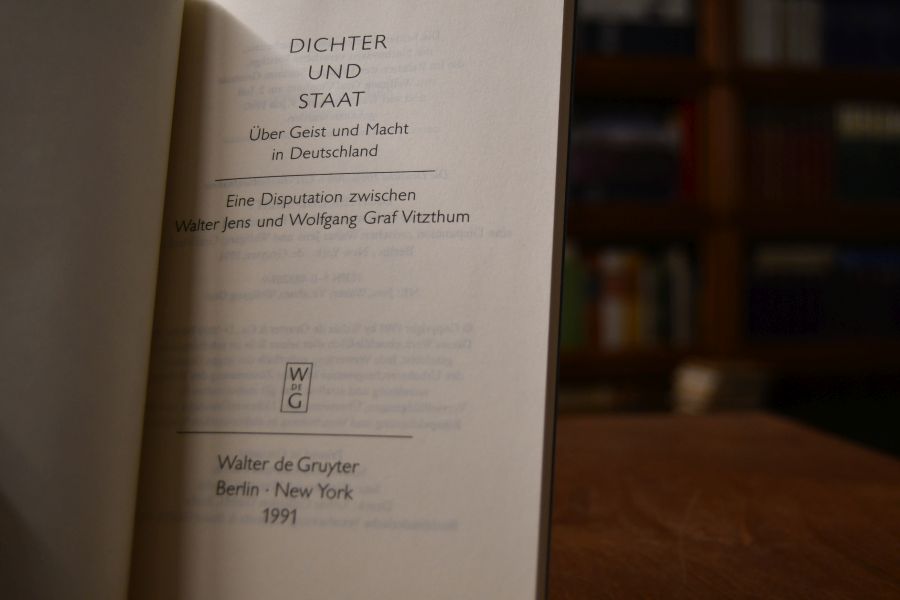 DICHTER
UND
STAAT
Über Geist und Macht
in Deutschland
Eine Disputation zwischen
Walter Jens und Wolfgang Graf Vitzthum
W
DE
G
Walter de Gruyter
Berlin · New York
1991